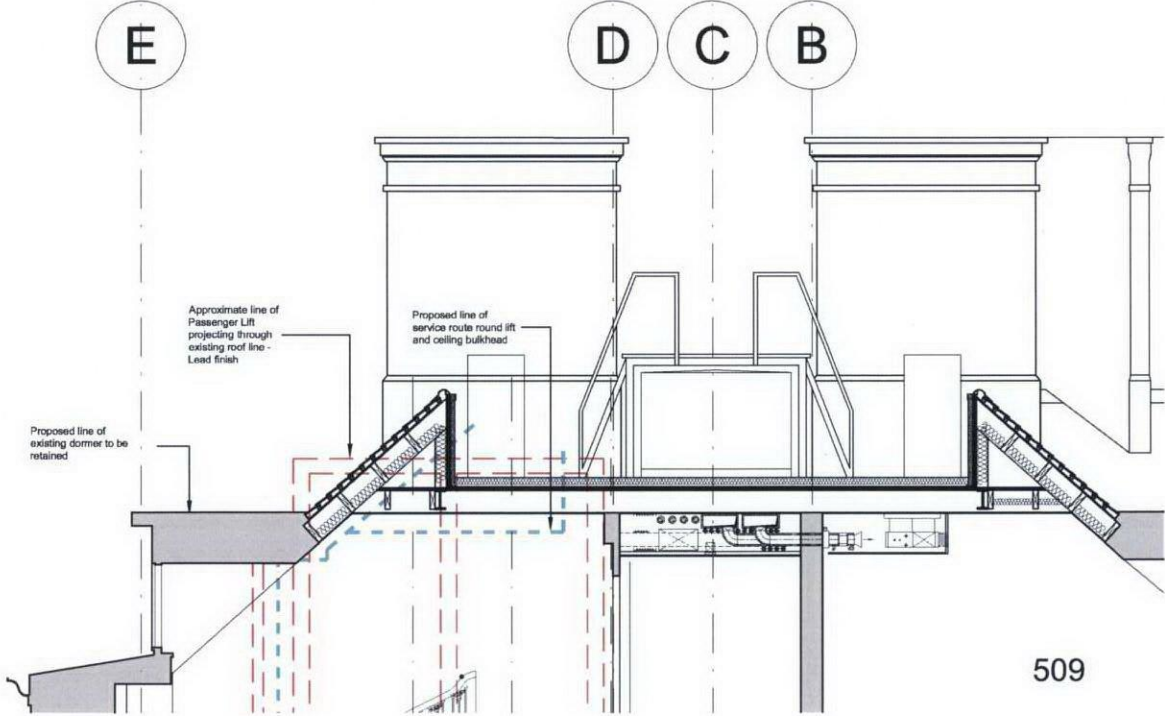 E
D
C
B
Approximate line of
Passenger Lift
projecting through
existing roof line -
Lead finish
Proposed line of
service route round lift
and ceiling bulkhead
Proposed line of
existing dormer to be
retained
509